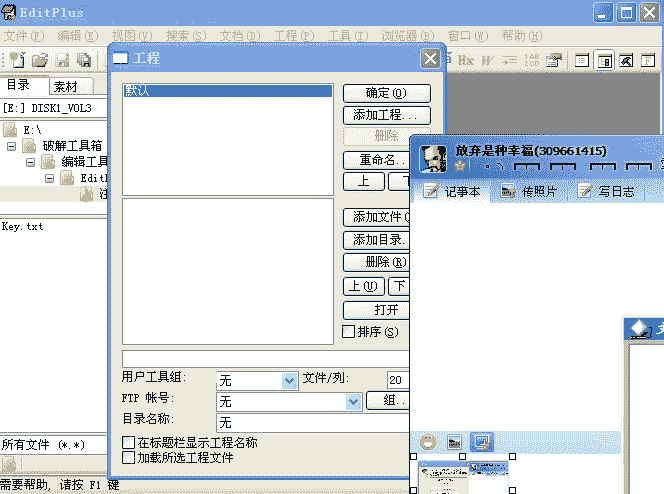 EditPlus
文件(F) 编辑(E) 视图(V) 搜索(S) 文档(D) 工程(P) 工具(T) 浏览器(B) 窗口(W) 帮助(H)
Hx W
目录 素材
[E:] DISK1_VOL3
E:\
破解工具箱
编辑工具
Edit
注
Key.txt
所有文件 (*.*)
需要帮助, 请按 F1 键
工程
默认
确定(O)
添加工程...
删除
重命名..
上 下
添加文件(
添加目录.
删除(R)
上(U) 下
打开
排序(S)
用户工具组: 无 文件/列: 20
FTP 帐号: 无 组..
目录名称: 无
在标题栏显示工程名称
加载所选工程文件
放弃是种幸福(309661415)
记事本 传照片 写日志